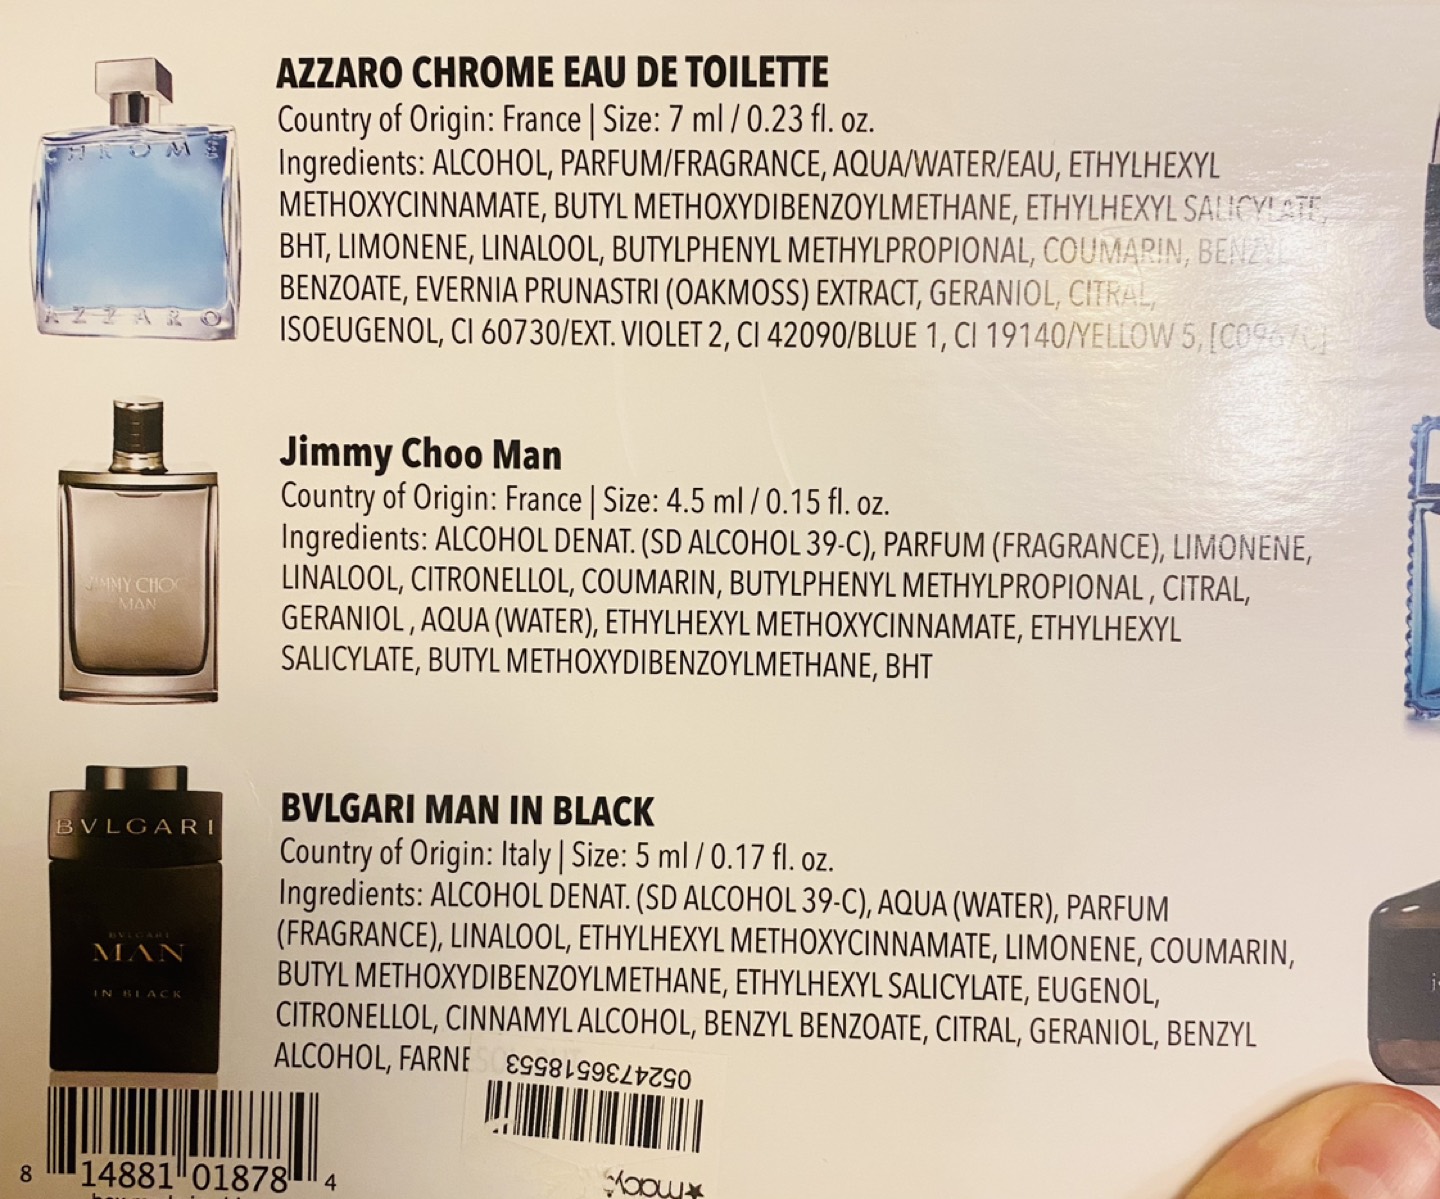 AZZARO CHROME EAU DE TOILETTE
Country of Origin: France | Size: 7 ml / 0.23 fl. oz.
Ingredients: ALCOHOL, PARFUM/FRAGRANCE, AQUA/WATER/EAU, ETHYLHEXYL
METHOXYCINNAMATE, BUTYL METHOXYDIBENZOYLMETHANE, ETHYLHEXYL SALICYLATE,
BHT, LIMONENE, LINALOOL, BUTYLPHENYL METHYLPROPIONAL, COUMARIN, BENZYL
BENZOATE, EVERNIA PRUNASTRI (OAKMOSS) EXTRACT, GERANIOL, CITRAL,
ISOEUGENOL, CI 60730/EXT. VIOLET 2, CI 42090/BLUE 1, CI 19140/YELLOW 5,
CHROME
AZZARO
Jimmy Choo Man
Country of Origin: France | Size: 4.5 ml / 0.15 fl. oz.
Ingredients: ALCOHOL DENAT. (SD ALCOHOL 39-C), PARFUM (FRAGRANCE), LIMONENE,
LINALOOL, CITRONELLOL, COUMARIN, BUTYLPHENYL METHYLPROPIONAL , CITRAL,
GERANIOL , AQUA (WATER), ETHYLHEXYL METHOXYCINNAMATE, ETHYLHEXYL
SALICYLATE, BUTYL METHOXYDIBENZOYLMETHANE, BHT
JIMMY CHOO
MAN
BVLGARI MAN IN BLACK
Country of Origin: Italy | Size: 5 ml / 0.17 fl. oz.
Ingredients: ALCOHOL DENAT. (SD ALCOHOL 39-C), AQUA (WATER), PARFUM
(FRAGRANCE), LINALOOL, ETHYLHEXYL METHOXYCINNAMATE, LIMONENE, COUMARIN,
BUTYL METHOXYDIBENZOYLMETHANE, ETHYLHEXYL SALICYLATE, EUGENOL,
CITRONELLOL, CINNAMYL ALCOHOL, BENZYL BENZOATE, CITRAL, GERANIOL, BENZYL
ALCOHOL, FARNE
BVLGARI
BVLGARI
MAN
IN BLACK
0524736518553
macys
8 14881 01878 4